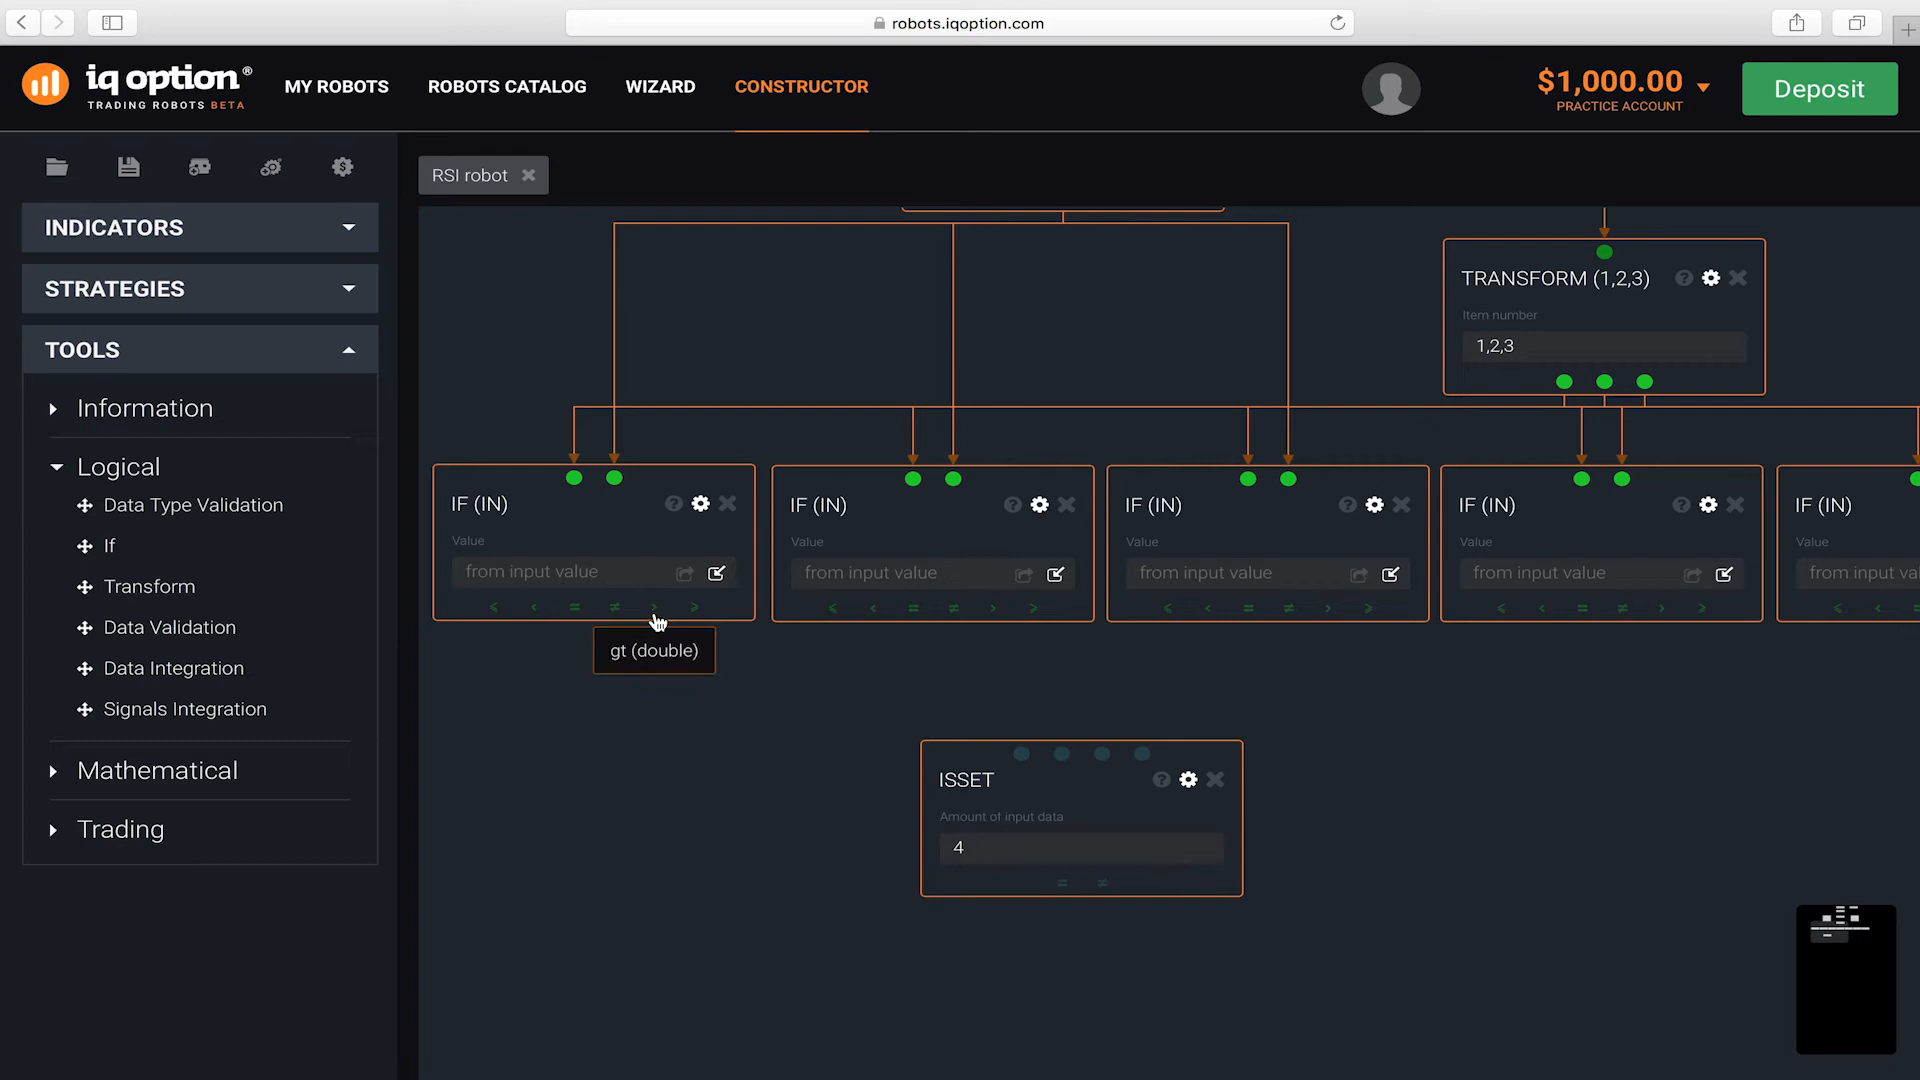 robots.iqoption.com
iq option®
TRADING ROBOTS BETA
MY ROBOTS
ROBOTS CATALOG
WIZARD
CONSTRUCTOR
$1,000.00
PRACTICE ACCOUNT
Deposit
RSI robot
INDICATORS
STRATEGIES
TOOLS
Information
Logical
Data Type Validation
If
Transform
Data Validation
Data Integration
Signals Integration
Mathematical
Trading
TRANSFORM (1,2,3)
Item number
1,2,3
IF (IN)
Value
from input value
< < = ≠ > >
IF (IN)
Value
from input value
< < = ≠ > >
IF (IN)
Value
from input value
< < = ≠ > >
IF (IN)
Value
from input value
< < = ≠ > >
IF (IN)
Value
from input val
< < =
gt (double)
ISSET
Amount of input data
4
= ≠